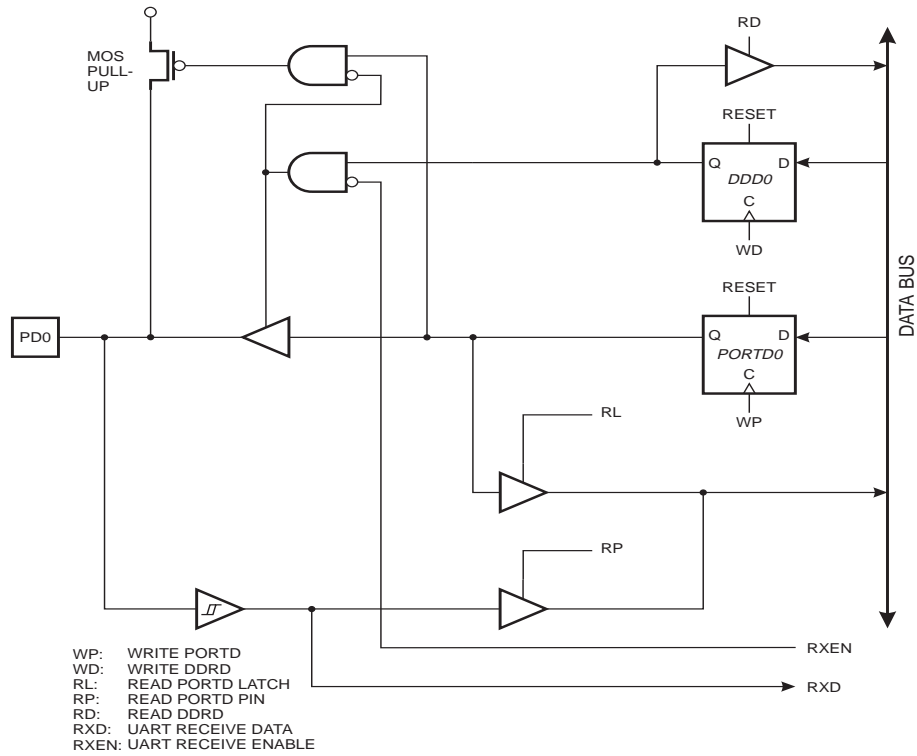 RD
MOS
PULL-
UP
RESET
Q D
DDD0
C
WD
RESET
PD0
Q D
PORTD0
C
WP
DATA BUS
RL
RP
RXEN
RXD
WP: WRITE PORTD
WD: WRITE DDRD
RL: READ PORTD LATCH
RP: READ PORTD PIN
RD: READ DDRD
RXD: UART RECEIVE DATA
RXEN: UART RECEIVE ENABLE